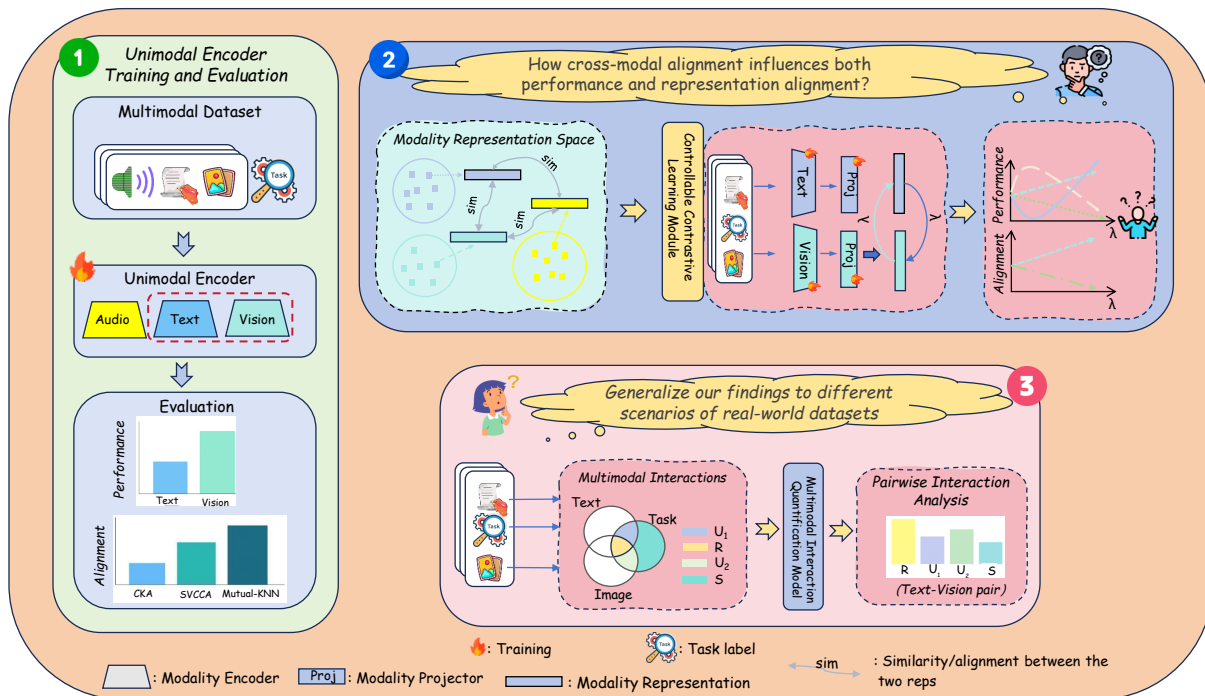 1
Unimodal Encoder
Training and Evaluation
Multimodal Dataset
Task
Unimodal Encoder
Audio
Text
Vision
Evaluation
Performance
Text
Vision
Alignment
CKA
SVCCA
Mutual-KNN
2
How cross-modal alignment influences both
performance and representation alignment?
?
Modality Representation Space
sim
sim
sim
Controllable Contrastive
Learning Module
Task
Text
Proj
Vision
Proj
λ
λ
Performance
λ
? ? ?
Alignment
λ
3
Generalize our findings to different
scenarios of real-world datasets
?
Task
Multimodal Interactions
Text
Task
Image
U₁
R
U₂
S
Multimodal Interaction
Quantification Model
Pairwise Interaction
Analysis
R U₁ U₂ S
(Text-Vision pair)
: Training
Task
: Task label
: Modality Encoder
Proj
: Modality Projector
: Modality Representation
sim
: Similarity/alignment between the
two reps